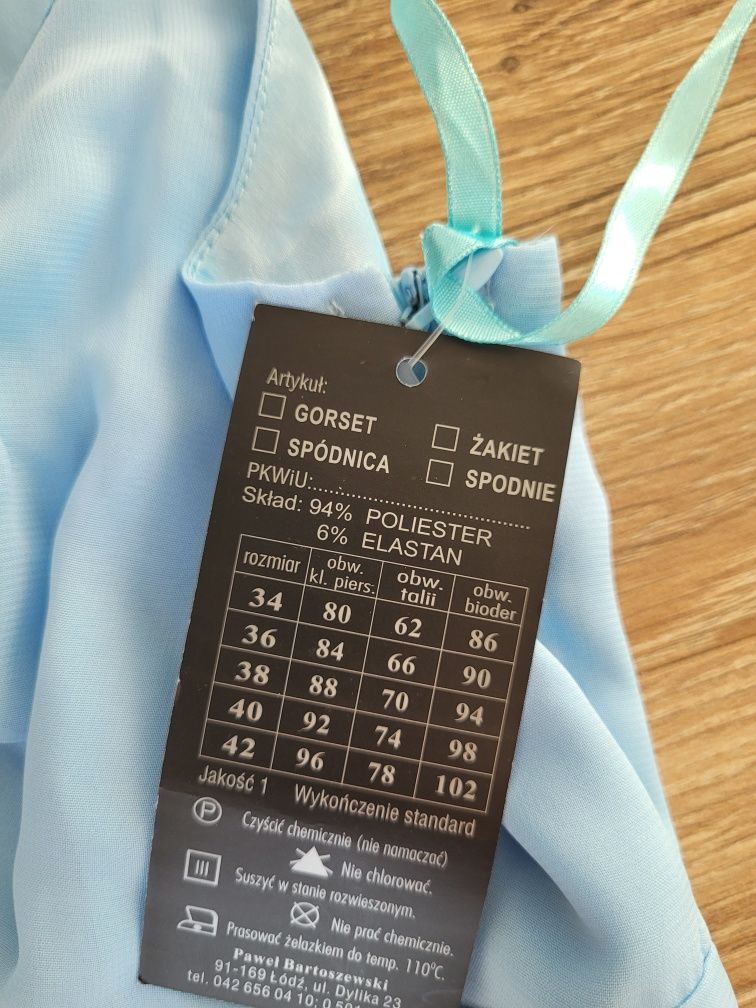 Artykuł:
GORSET ŻAKIET
SPÓDNICA SPODNIE
PKWiU:
Skład: 94% POLIESTER
6% ELASTAN
rozmiar obw. kl. piers. obw. talii obw. bioder
34 80 62 86
36 84 66 90
38 88 70 94
40 92 74 98
42 96 78 102
Jakość 1 Wykończenie standard
P Czyścić chemicznie (nie namaczać)
Nie chlorować.
Suszyć w stanie rozwieszonym.
Nie prać chemicznie.
Prasować żelazkiem do temp. 110°C.
Paweł Bartoszewski
91-169 Łódź, ul. Dylika 23
tel. 042 656 04 10; 0 50